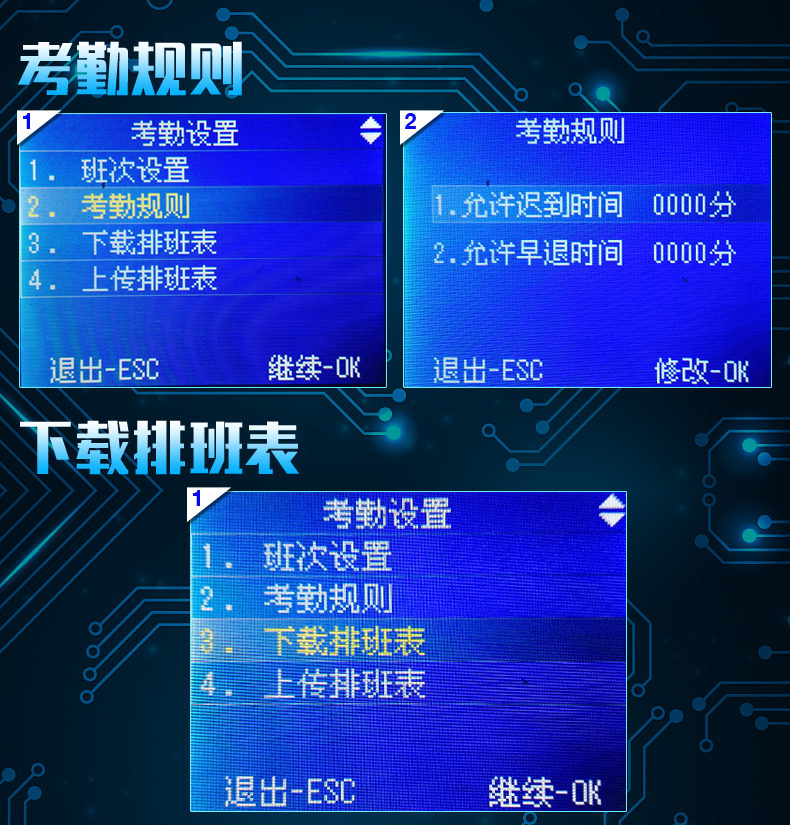 考勤规则
1
考勤设置
1. 班次设置
2. 考勤规则
3. 下载排班表
4. 上传排班表
退出-ESC 继续-OK
2
考勤规则
1.允许迟到时间 0000分
2.允许早退时间 0000分
退出-ESC 修改-OK
下载排班表
1
考勤设置
1. 班次设置
2. 考勤规则
3. 下载排班表
4. 上传排班表
退出-ESC 继续-OK